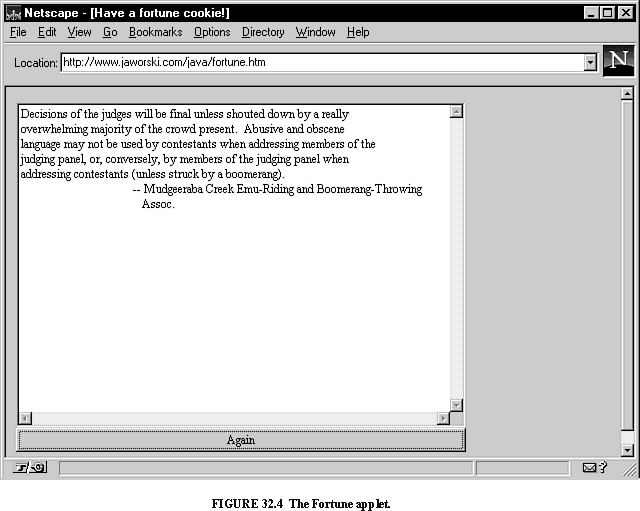 Netscape - [Have a fortune cookie!]
File Edit View Go Bookmarks Options Directory Window Help
Location: http://www.jaworski.com/java/fortune.htm
N
Decisions of the judges will be final unless shouted down by a really
overwhelming majority of the crowd present.  Abusive and obscene
language may not be used by contestants when addressing members of the
judging panel, or, conversely, by members of the judging panel when
addressing contestants (unless struck by a boomerang).
-- Mudgeeraba Creek Emu-Riding and Boomerang-Throwing
Assoc.
Again
?
FIGURE 32.4 The Fortune applet.